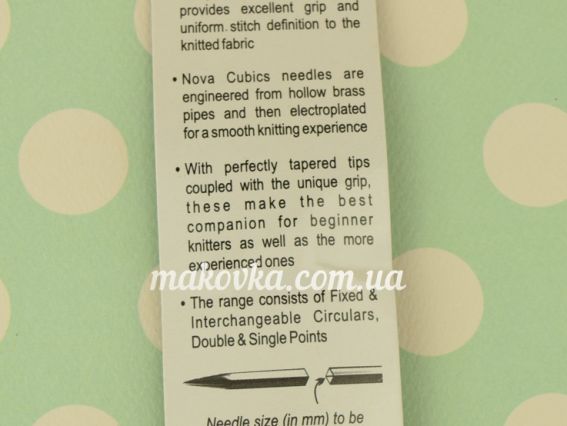 provides excellent grip and
uniform.stitch definition to the
knitted fabric
• Nova Cubics needles are
engineered from hollow brass
pipes and then electroplated
for a smooth knitting experience
• With perfectly tapered tips
coupled with the unique grip,
these make the best
companion for beginner
knitters as well as the more
experienced ones
makovka.com.ua
• The range consists of Fixed &
Interchangeable Circulars,
Double & Single Points
Needle size (in mm) to be